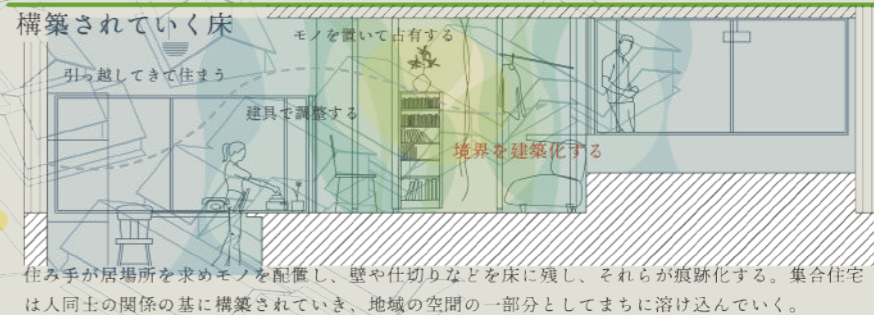 構築されていく床
モノを置いて占有する
引っ越してきて住まう
建具で調整する
境界を建築化する
住み手が居場所を求めモノを配置し、壁や仕切りなどを床に残し、それらが痕跡化する。集合住宅
は人同士の関係の基に構築されていき、地域の空間の一部分としてまちに溶け込んでいく。